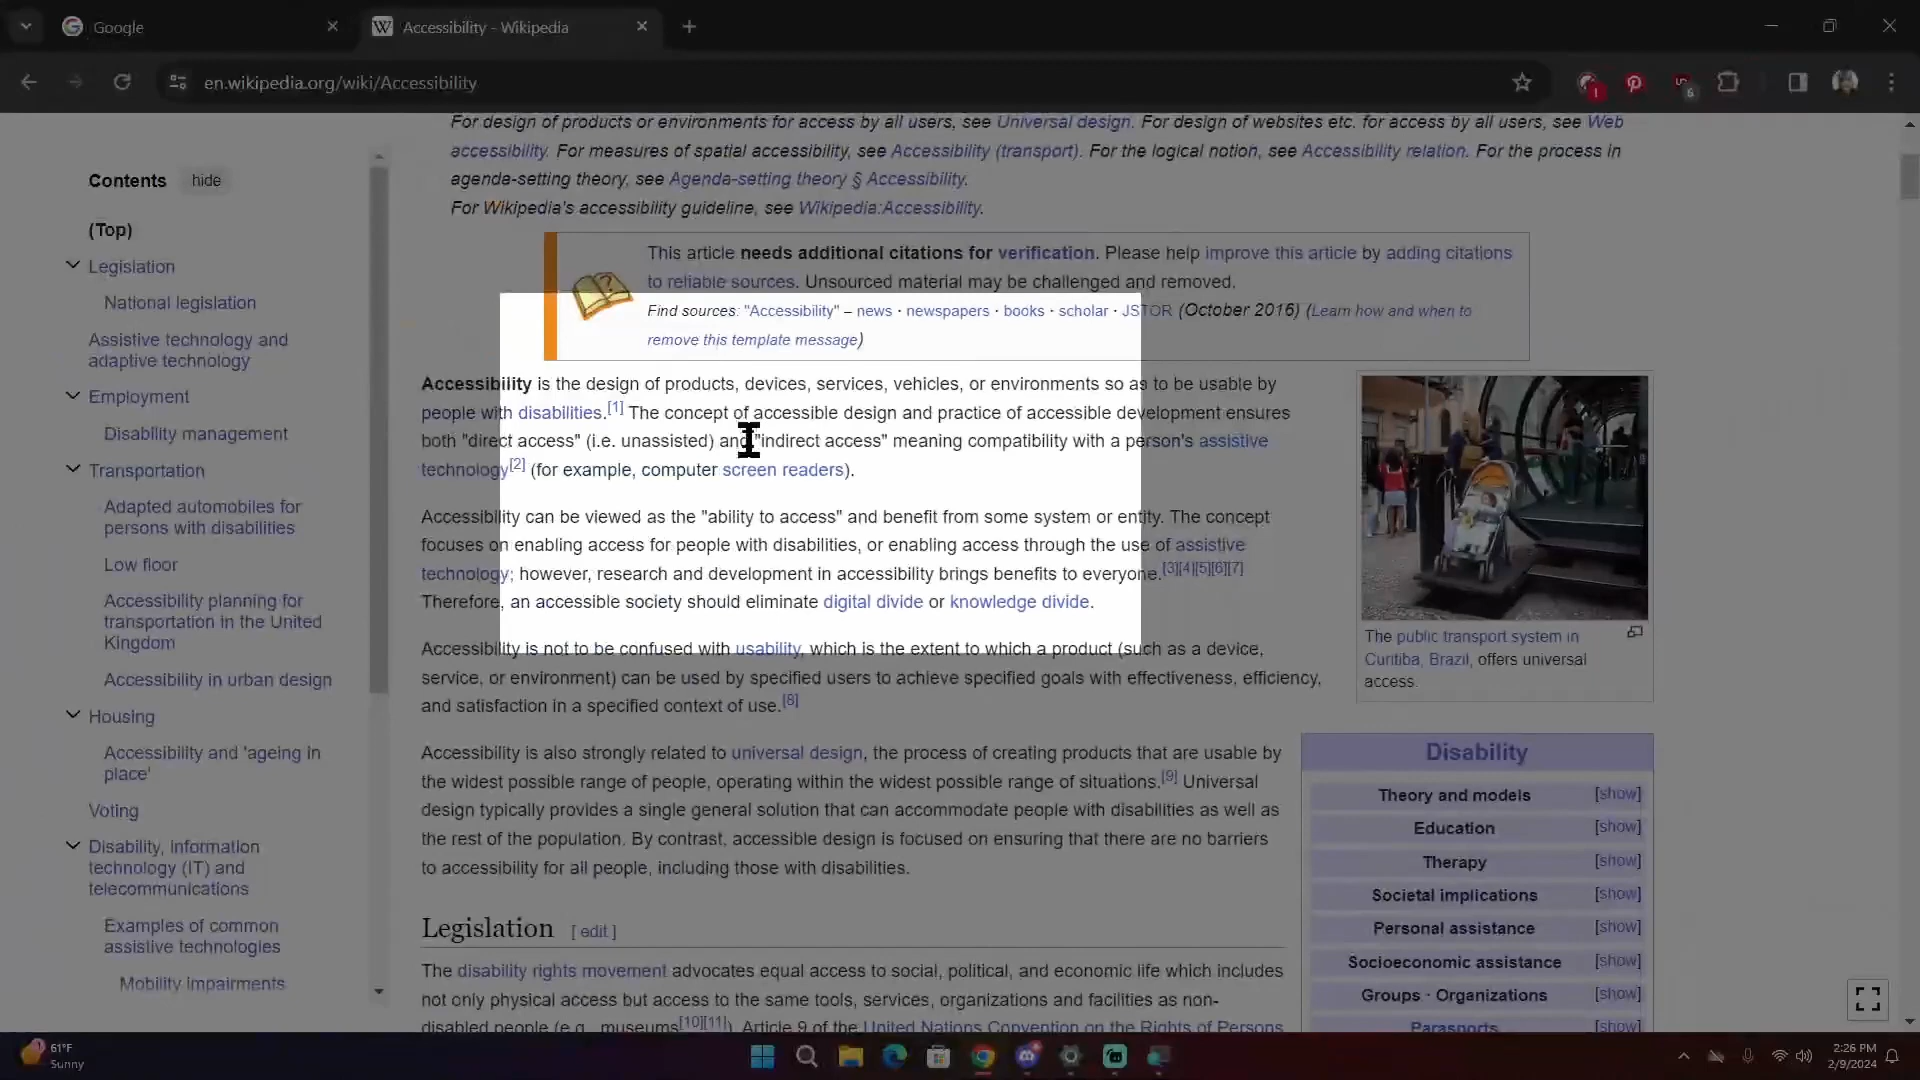 Google
Accessibility - Wikipedia
en.wikipedia.org/wiki/Accessibility
For design of products or environments for access by all users, see Universal design. For design of websites etc. for access by all users, see Web
accessibility. For measures of spatial accessibility, see Accessibility (transport). For the logical notion, see Accessibility relation. For the process in
agenda-setting theory, see Agenda-setting theory § Accessibility.
For Wikipedia's accessibility guideline, see Wikipedia:Accessibility.
Contents hide
(Top)
Legislation
National legislation
Assistive technology and
adaptive technology
Employment
Disability management
Transportation
Adapted automobiles for
persons with disabilities
Low floor
Accessibility planning for
transportation in the United
Kingdom
Accessibility in urban design
Housing
Accessibility and 'ageing in
place'
Voting
Disability, information
technology (IT) and
telecommunications
Examples of common
assistive technologies
Mobility impairments
This article needs additional citations for verification. Please help improve this article by adding citations
to reliable sources. Unsourced material may be challenged and removed.
Find sources: "Accessibility" – news · newspapers · books · scholar · JSTOR (October 2016) (Learn how and when to
remove this template message)
Accessibility is the design of products, devices, services, vehicles, or environments so as to be usable by
people with disabilities.[1] The concept of accessible design and practice of accessible development ensures
both "direct access" (i.e. unassisted) and "indirect access" meaning compatibility with a person's assistive
technology[2] (for example, computer screen readers).
Accessibility can be viewed as the "ability to access" and benefit from some system or entity. The concept
focuses on enabling access for people with disabilities, or enabling access through the use of assistive
technology; however, research and development in accessibility brings benefits to everyone.[3][4][5][6][7]
Therefore, an accessible society should eliminate digital divide or knowledge divide.
Accessibility is not to be confused with usability, which is the extent to which a product (such as a device,
service, or environment) can be used by specified users to achieve specified goals with effectiveness, efficiency,
and satisfaction in a specified context of use.[8]
Accessibility is also strongly related to universal design, the process of creating products that are usable by
the widest possible range of people, operating within the widest possible range of situations.[9] Universal
design typically provides a single general solution that can accommodate people with disabilities as well as
the rest of the population. By contrast, accessible design is focused on ensuring that there are no barriers
to accessibility for all people, including those with disabilities.
Legislation [ edit ]
The disability rights movement advocates equal access to social, political, and economic life which includes
not only physical access but access to the same tools, services, organizations and facilities as non-
disabled people (e.g., museums[10][11]). Article 9 of the United Nations Convention on the Rights of Persons
The public transport system in
Curitiba, Brazil, offers universal
access.
Disability
Theory and models [show]
Education [show]
Therapy [show]
Societal implications [show]
Personal assistance [show]
Socioeconomic assistance [show]
Groups · Organizations [show]
Parasports [show]
61°F
Sunny
2:26 PM
2/9/2024